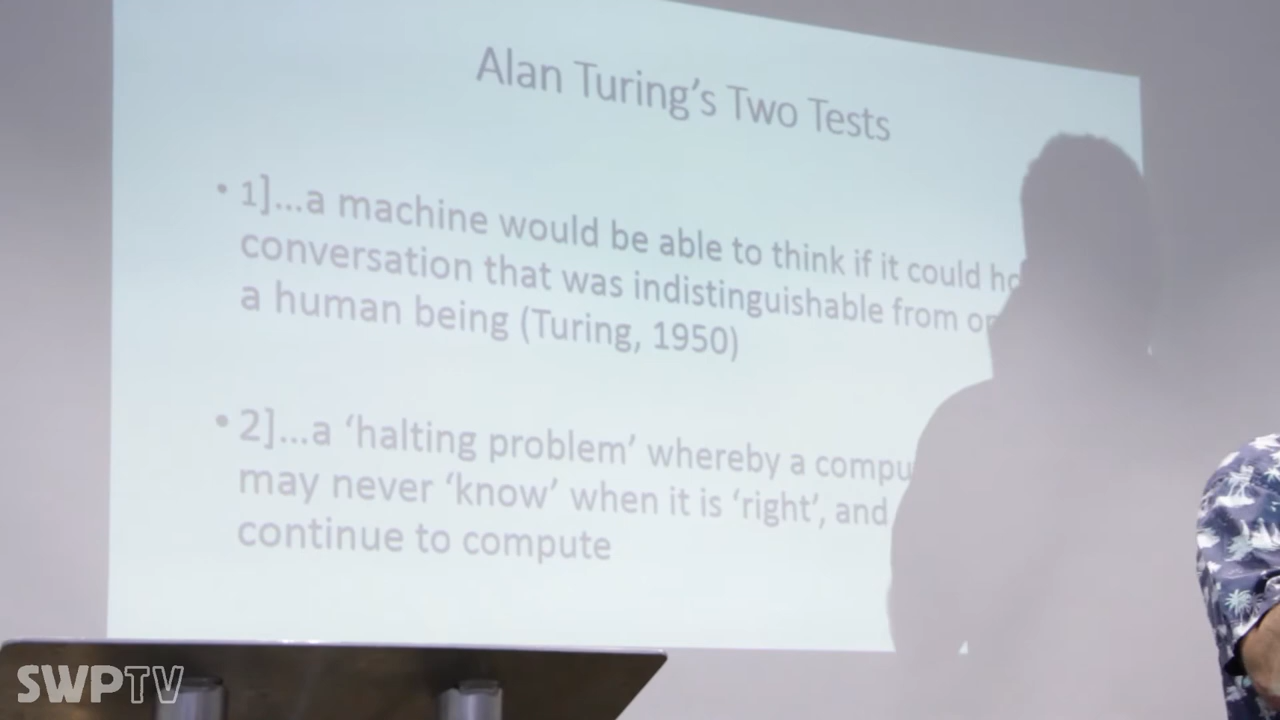 Alan Turing's Two Tests
• 1]...a machine would be able to think if it could
conversation that was indistinguishable from
a human being (Turing, 1950)
• 2]...a 'halting problem' whereby a
may never 'know' when it is 'right', and
continue to compute
SWPTV